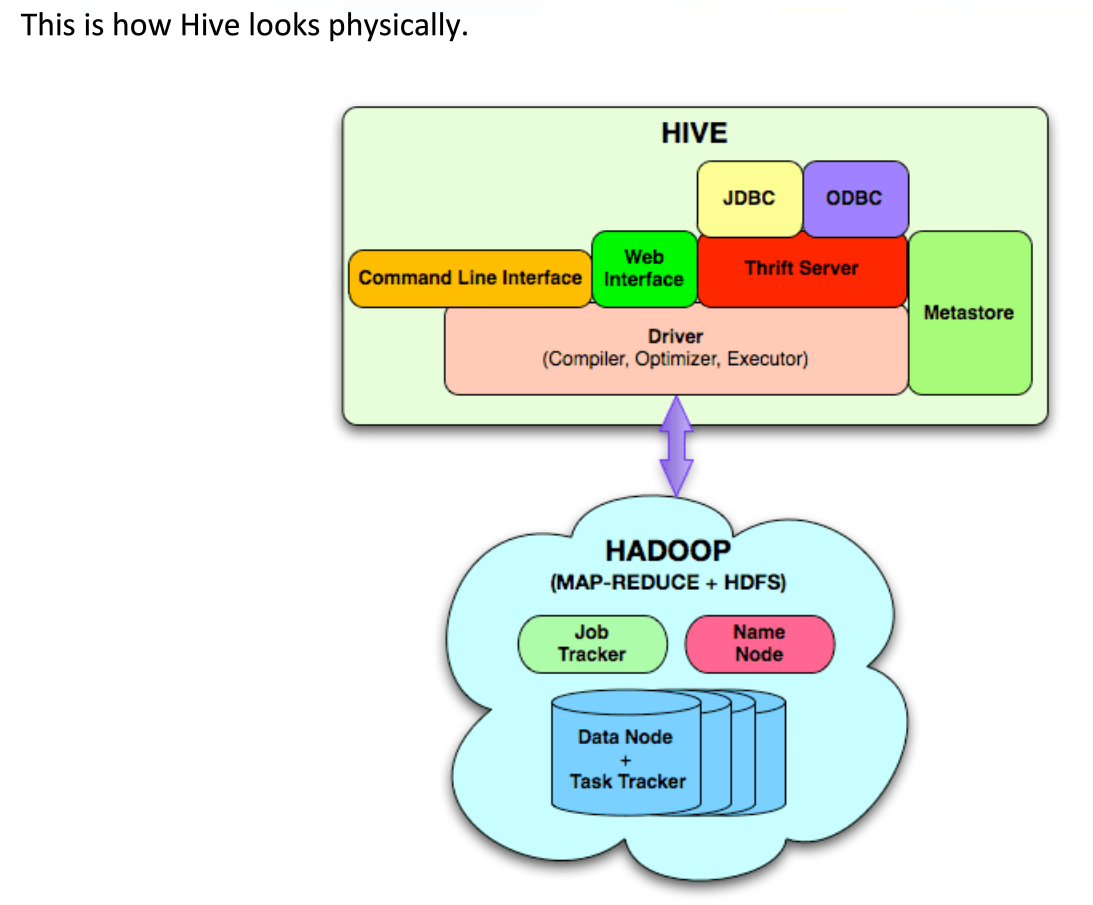 This is how Hive looks physically.
HIVE
JDBC
ODBC
Command Line Interface
Web
Interface
Thrift Server
Metastore
Driver
(Compiler, Optimizer, Executor)
HADOOP
(MAP-REDUCE + HDFS)
Job
Tracker
Name
Node
Data Node
+
Task Tracker